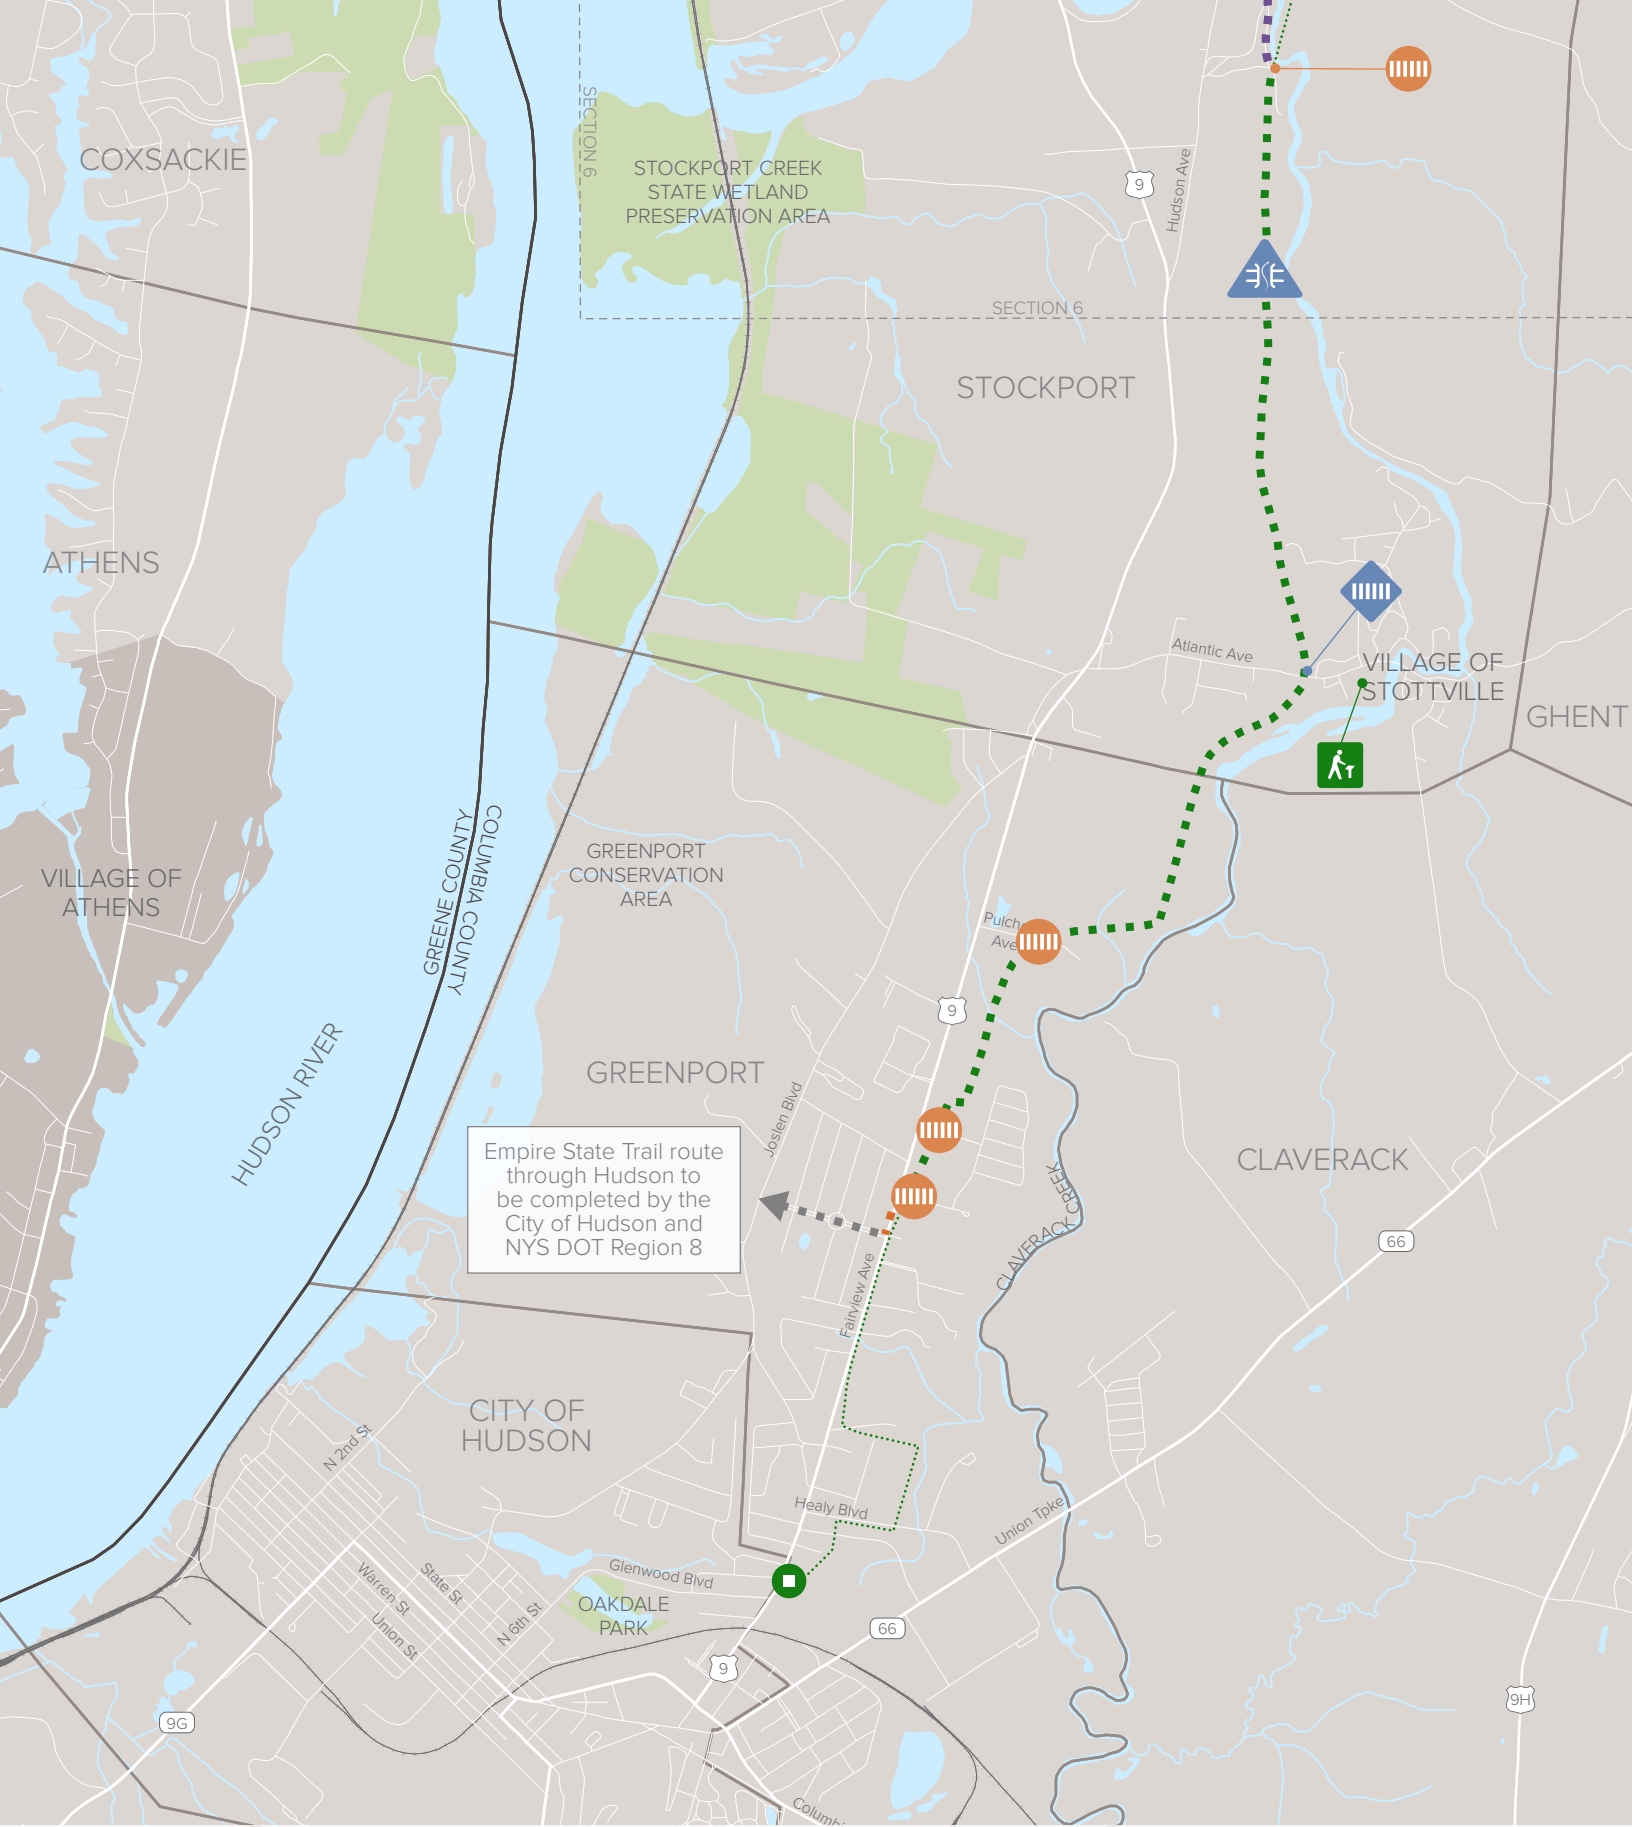 SECTION 6
COXSACKIE
STOCKPORT CREEK
STATE WETLAND
PRESERVATION AREA
9
Hudson Ave
SECTION 6
STOCKPORT
ATHENS
Atlantic Ave
VILLAGE OF
STOTTVILLE
GHENT
GREENE COUNTY
COLUMBIA COUNTY
GREENPORT
CONSERVATION
AREA
VILLAGE OF
ATHENS
Pulch
Ave
9
HUDSON RIVER
GREENPORT
Joslen Blvd
Empire State Trail route
through Hudson to
be completed by the
City of Hudson and
NYS DOT Region 8
CLAVERACK
CLAVERACK CREEK
66
Fairview Ave
CITY OF
HUDSON
N 2nd St
Healy Blvd
Union Tpke
Glenwood Blvd
Warren St
State St
Union St
N 6th St
OAKDALE
PARK
66
9
9G
9H
Columbi